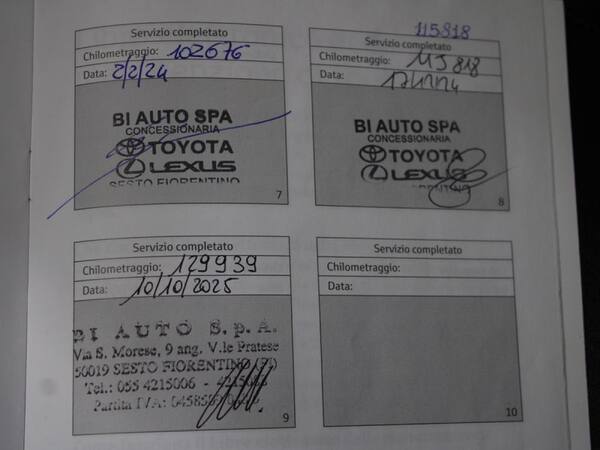 Servizio completato
Chilometraggio: 102676
Data: 2/2/24
BI AUTO SPA
CONCESSIONARIA
TOYOTA
LEXUS
SESTO FIORENTINO
7
115818
Servizio completato
Chilometraggio: 115818
Data:
BI AUTO SPA
CONCESSIONARIA
TOYOTA
LEXUS
8
Servizio completato
Chilometraggio: 129939
Data: 10/10/2025
BI AUTO S.p.A.
Via S. Morese, 9 ang. V.le Pratese
50019 SESTO FIORENTINO (FI)
Tel.: 055 4215006 -
Partita IVA:
9
Servizio completato
Chilometraggio:
Data:
10